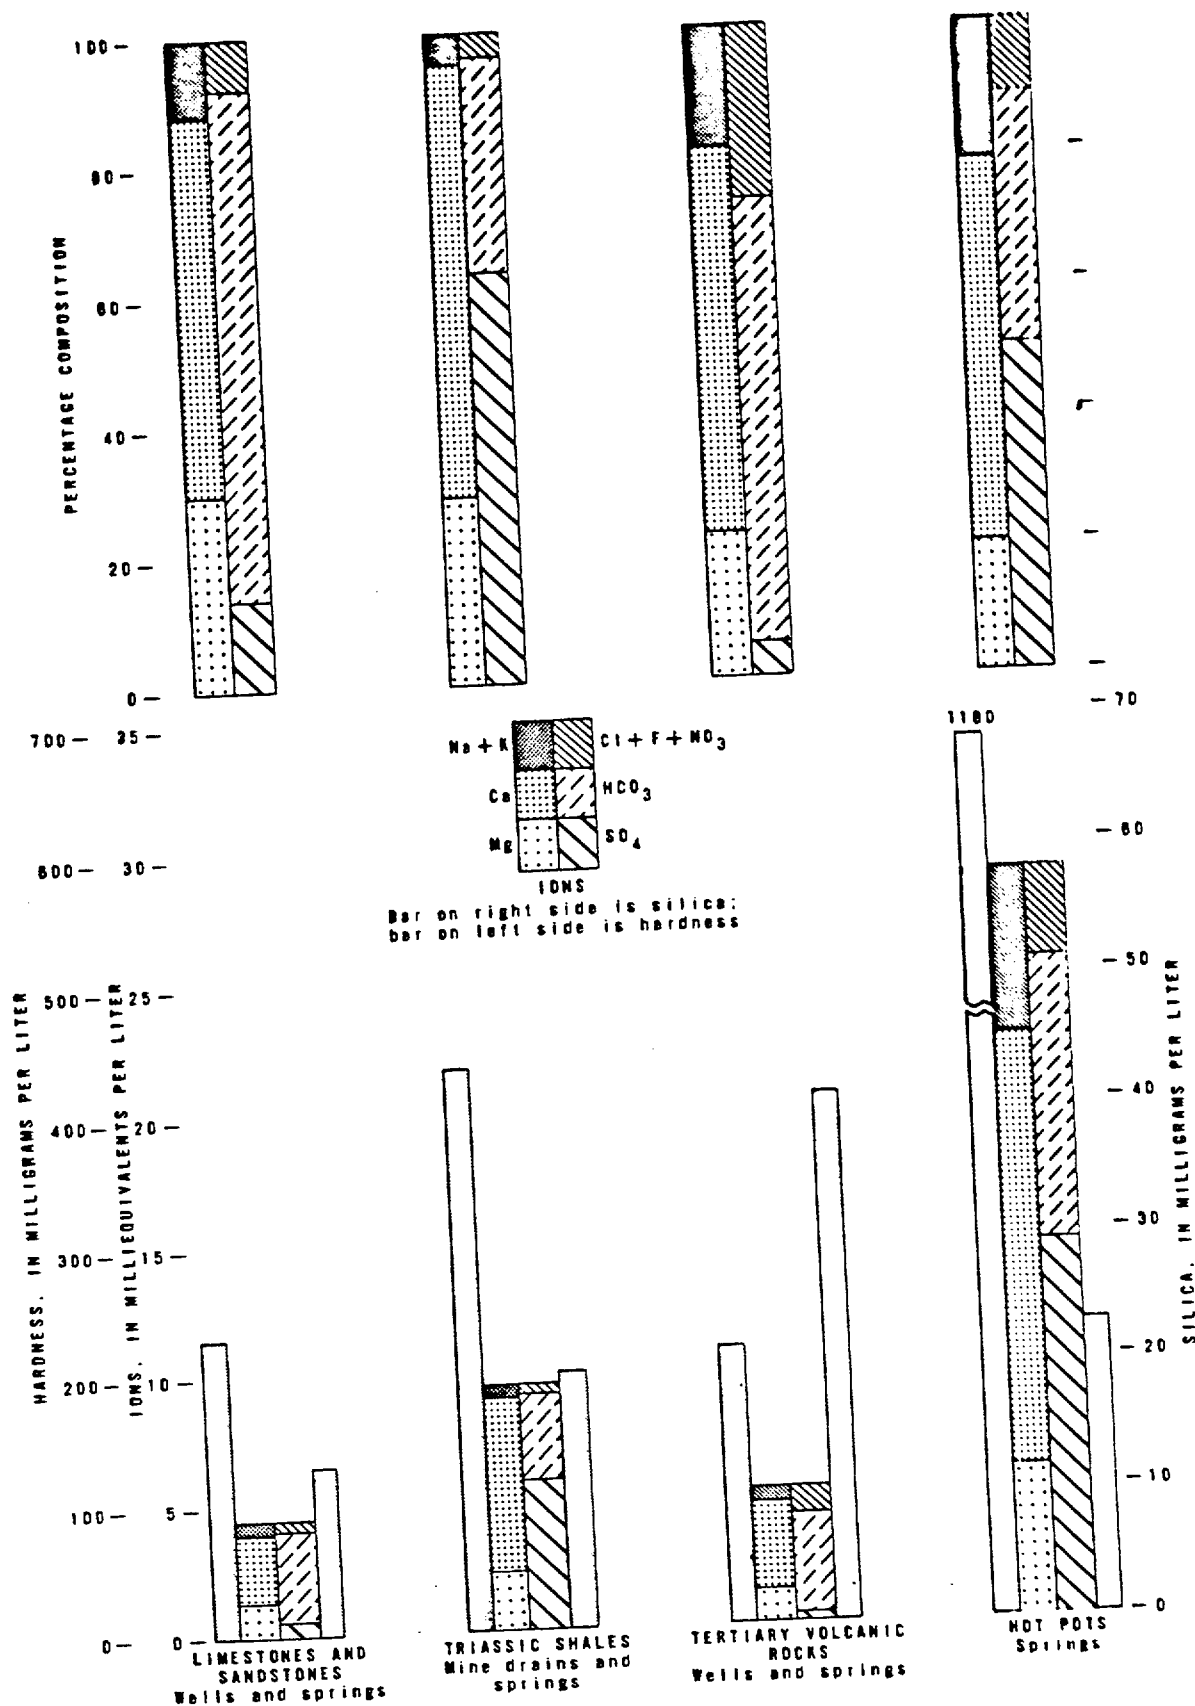 100—
80—
60—
40—
20—
0—
PERCENTAGE COMPOSITION
700— 35—
600— 30—
500— 25—
400— 20—
300— 15—
200— 10—
100— 5—
0— 0—
HARDNESS, IN MILLIGRAMS PER LITER
IONS, IN MILLIEQUIVALENTS PER LITER
Na + K Cl + F + NO3
Ca HCO3
Mg SO4
IONS
Bar on right side is silica;
bar on left side is hardness
1180
— 70
— 60
— 50
— 40
— 30
— 20
— 10
— 0
SILICA, IN MILLIGRAMS PER LITER
LIMESTONES AND
SANDSTONES
Wells and springs
TRIASSIC SHALES
Mine drains and
springs
TERTIARY VOLCANIC
ROCKS
Wells and springs
HOT POTS
Springs